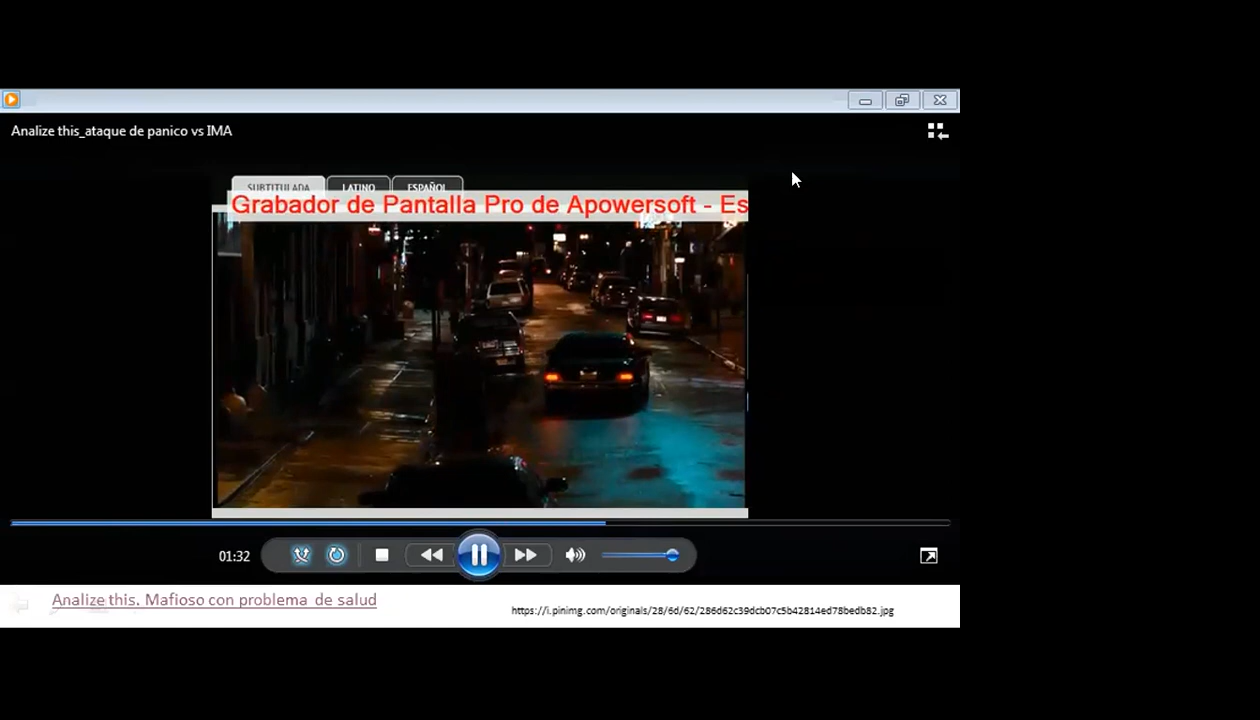 Analize this_ataque de panico vs IMA
SUBTITULADA LATINO ESPAÑOL
Grabador de Pantalla Pro de Apowersoft - Es
01:32
Analize this. Mafioso con problema de salud
https://i.pinimg.com/originals/28/6d/62/286d62c39dcb07c5b42814ed78bedb82.jpg